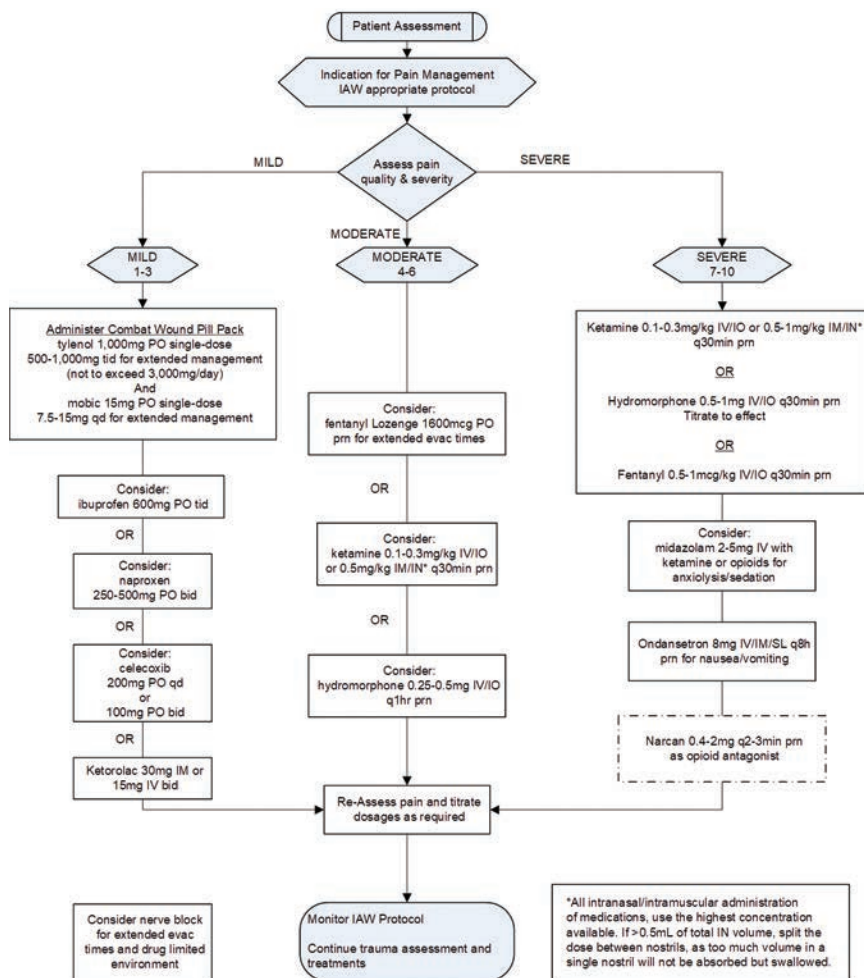 Patient Assessment
Indication for Pain Management
IAW appropriate protocol
MILD
Assess pain
quality & severity
SEVERE
MODERATE
MILD
1-3
MODERATE
4-6
SEVERE
7-10
Administer Combat Wound Pill Pack
tylenol 1,000mg PO single-dose
500-1,000mg tid for extended management
(not to exceed 3,000mg/day)
And
mobic 15mg PO single-dose
7.5-15mg qd for extended management
Consider:
ibuprofen 600mg PO tid
OR
Consider:
naproxen
250-500mg PO bid
OR
Consider:
celecoxib
200mg PO qd
or
100mg PO bid
OR
Ketorolac 30mg IM or
15mg IV bid
Consider:
fentanyl Lozenge 1600mcg PO
prn for extended evac times
OR
Consider:
ketamine 0.1-0.3mg/kg IV/IO
or 0.5mg/kg IM/IN* q30min prn
OR
Consider:
hydromorphone 0.25-0.5mg IV/IO
q1hr prn
Ketamine 0.1-0.3mg/kg IV/IO or 0.5-1mg/kg IM/IN*
q30min prn
OR
Hydromorphone 0.5-1mg IV/IO q30min prn
Titrate to effect
OR
Fentanyl 0.5-1mcg/kg IV/IO q30min prn
Consider:
midazolam 2-5mg IV with
ketamine or opioids for
anxiolysis/sedation
Ondansetron 8mg IV/IM/SL q8h
prn for nausea/vomiting
Narcan 0.4-2mg q2-3min prn
as opioid antagonist
Re-Assess pain and titrate
dosages as required
Consider nerve block
for extended evac
times and drug limited
environment
Monitor IAW Protocol
Continue trauma assessment and
treatments
*All intranasal/intramuscular administration
of medications, use the highest concentration
available. If >0.5mL of total IN volume, split the
dose between nostrils, as too much volume in a
single nostril will not be absorbed but swallowed.